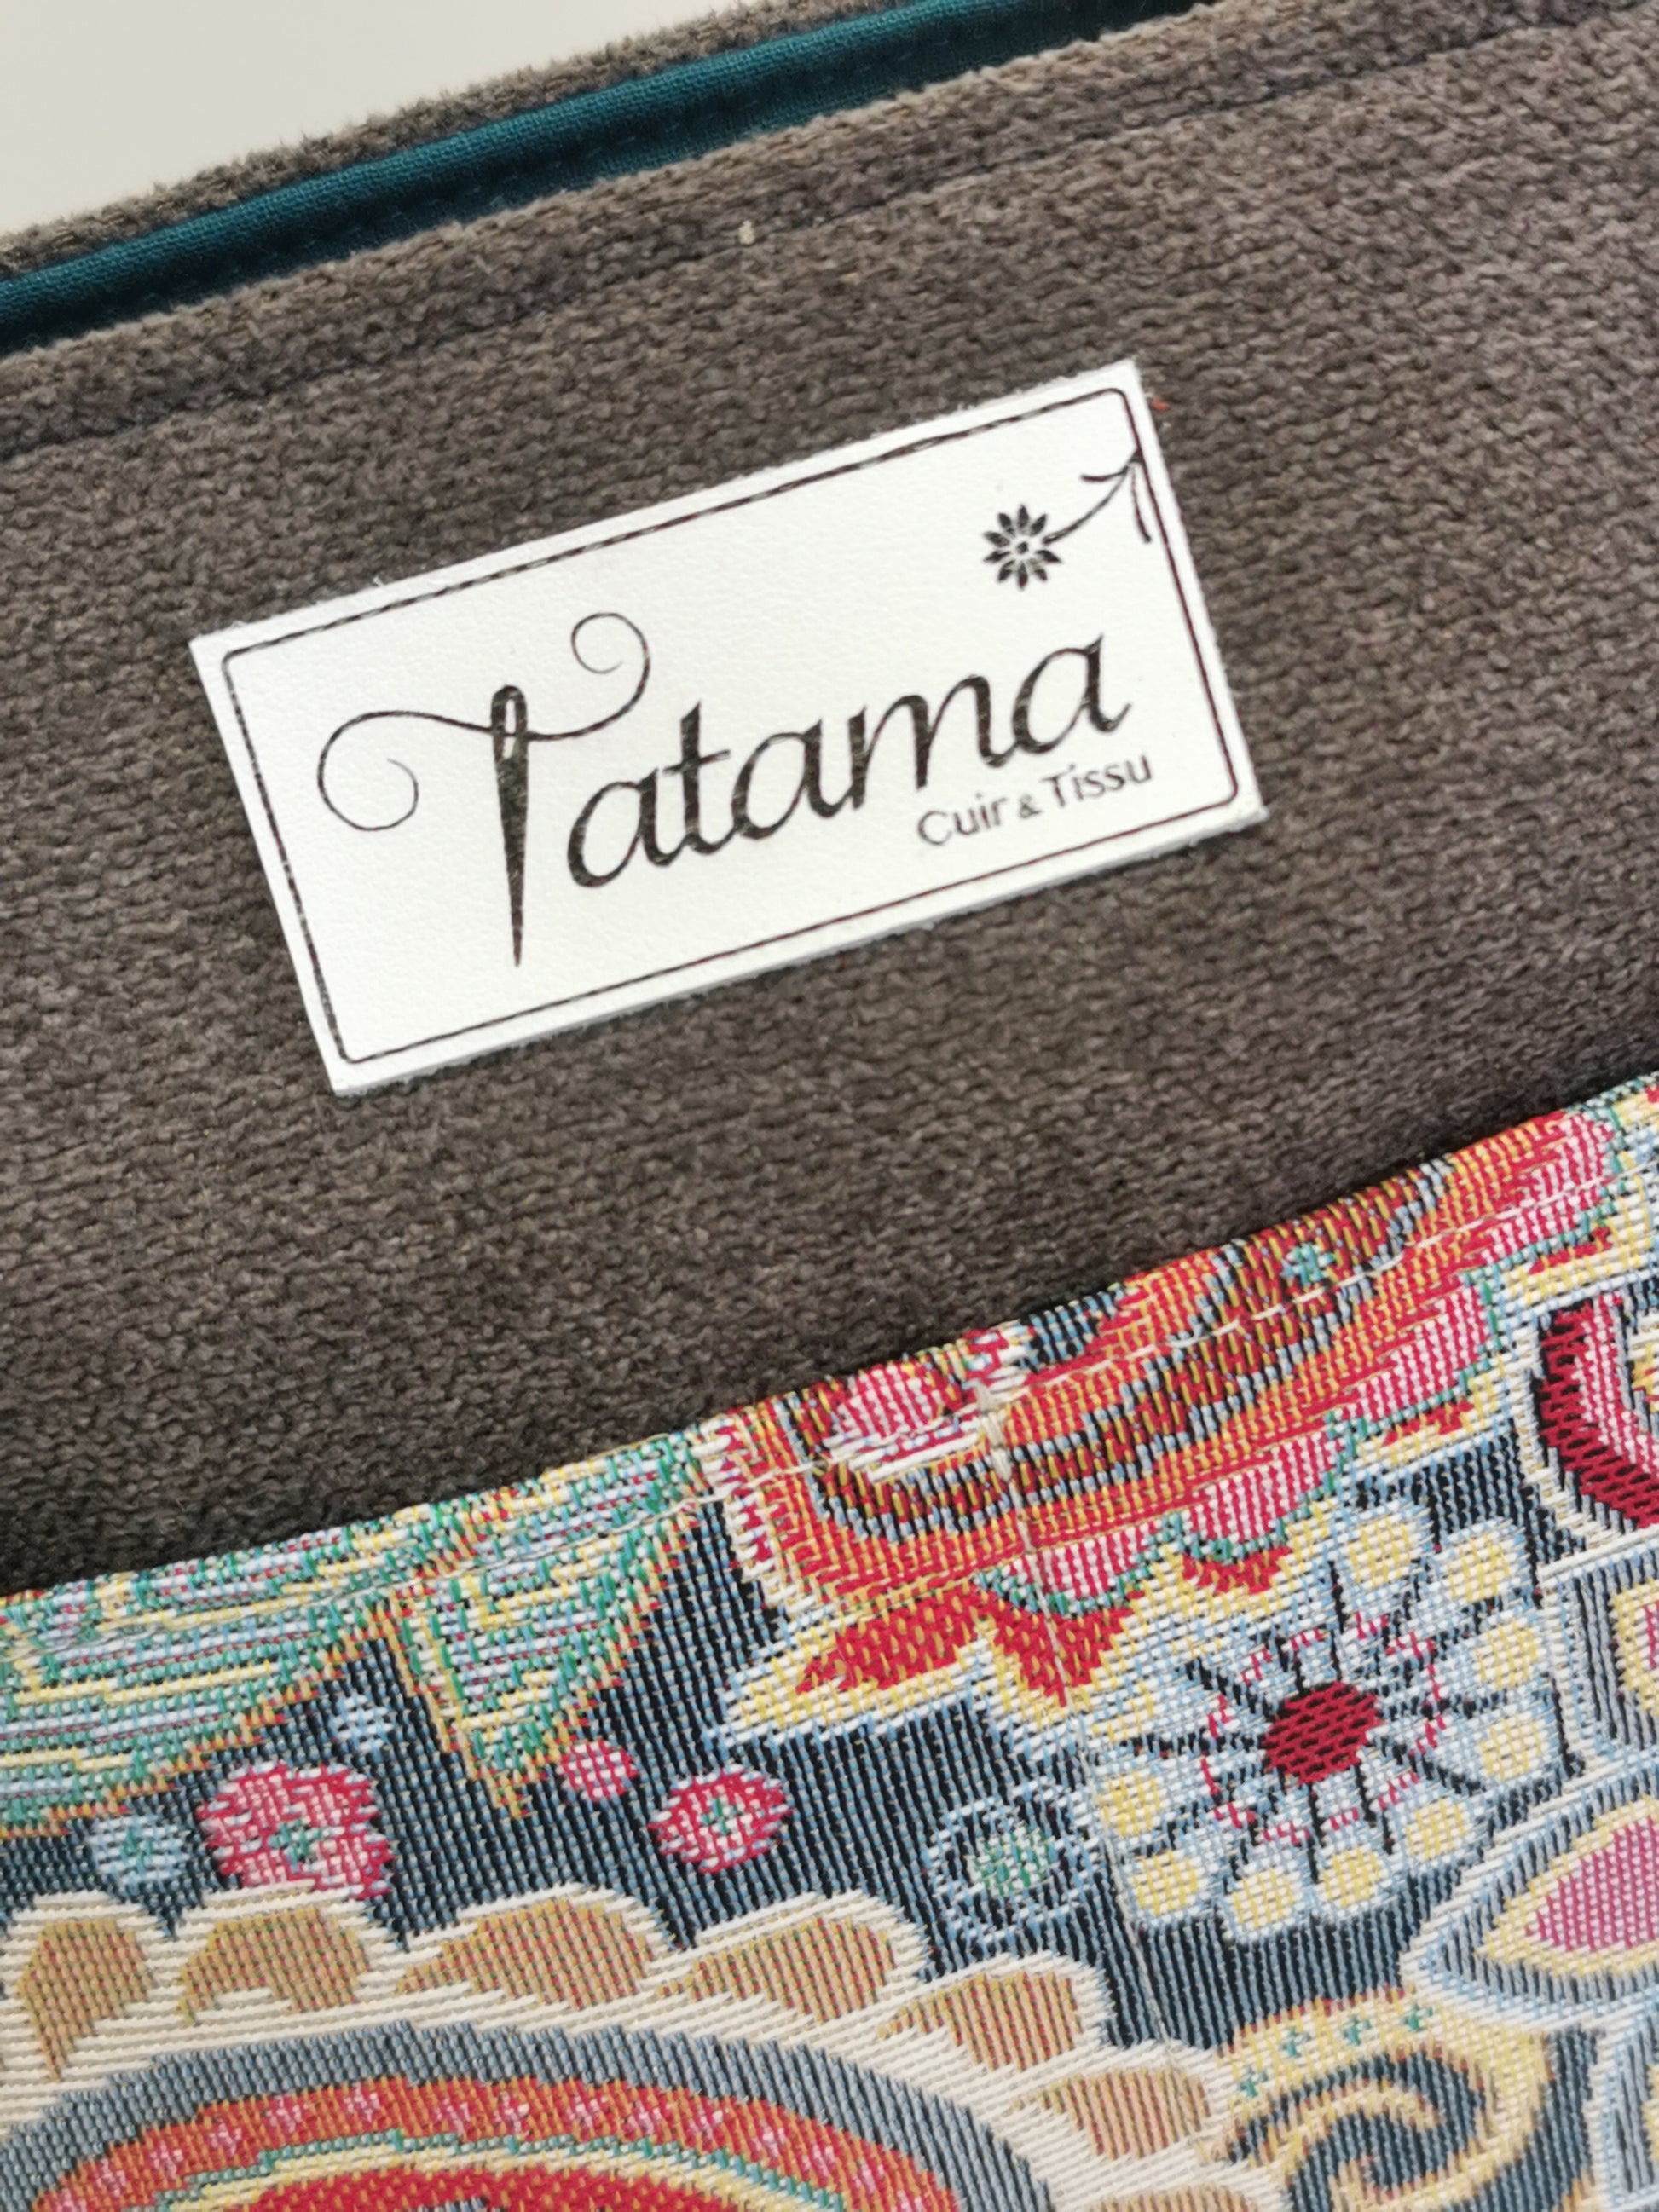 Tatama
Cuir & Tissu